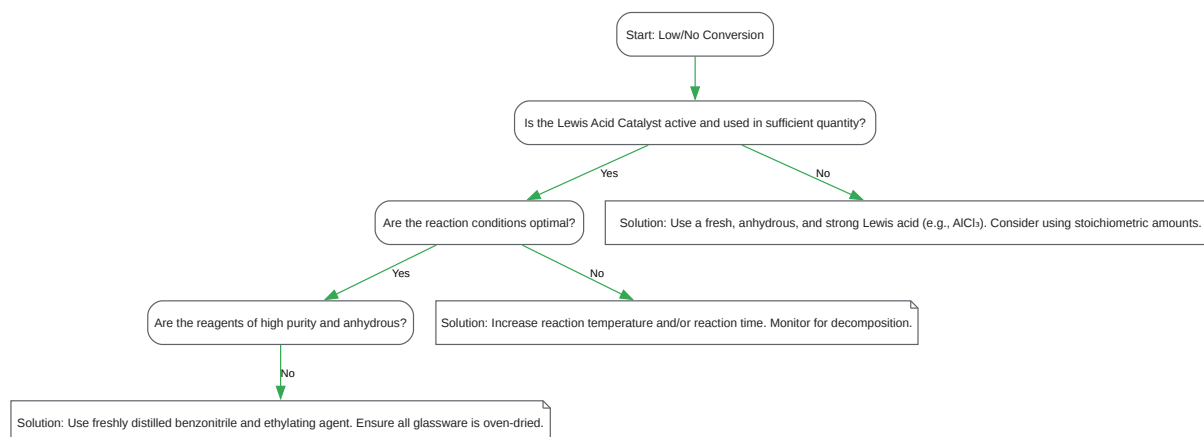 Start: Low/No Conversion
Is the Lewis Acid Catalyst active and used in sufficient quantity?
Yes
No
Are the reaction conditions optimal?
Solution: Use a fresh, anhydrous, and strong Lewis acid (e.g., AlCl₃). Consider using stoichiometric amounts.
Yes
No
Are the reagents of high purity and anhydrous?
Solution: Increase reaction temperature and/or reaction time. Monitor for decomposition.
No
Solution: Use freshly distilled benzonitrile and ethylating agent. Ensure all glassware is oven-dried.